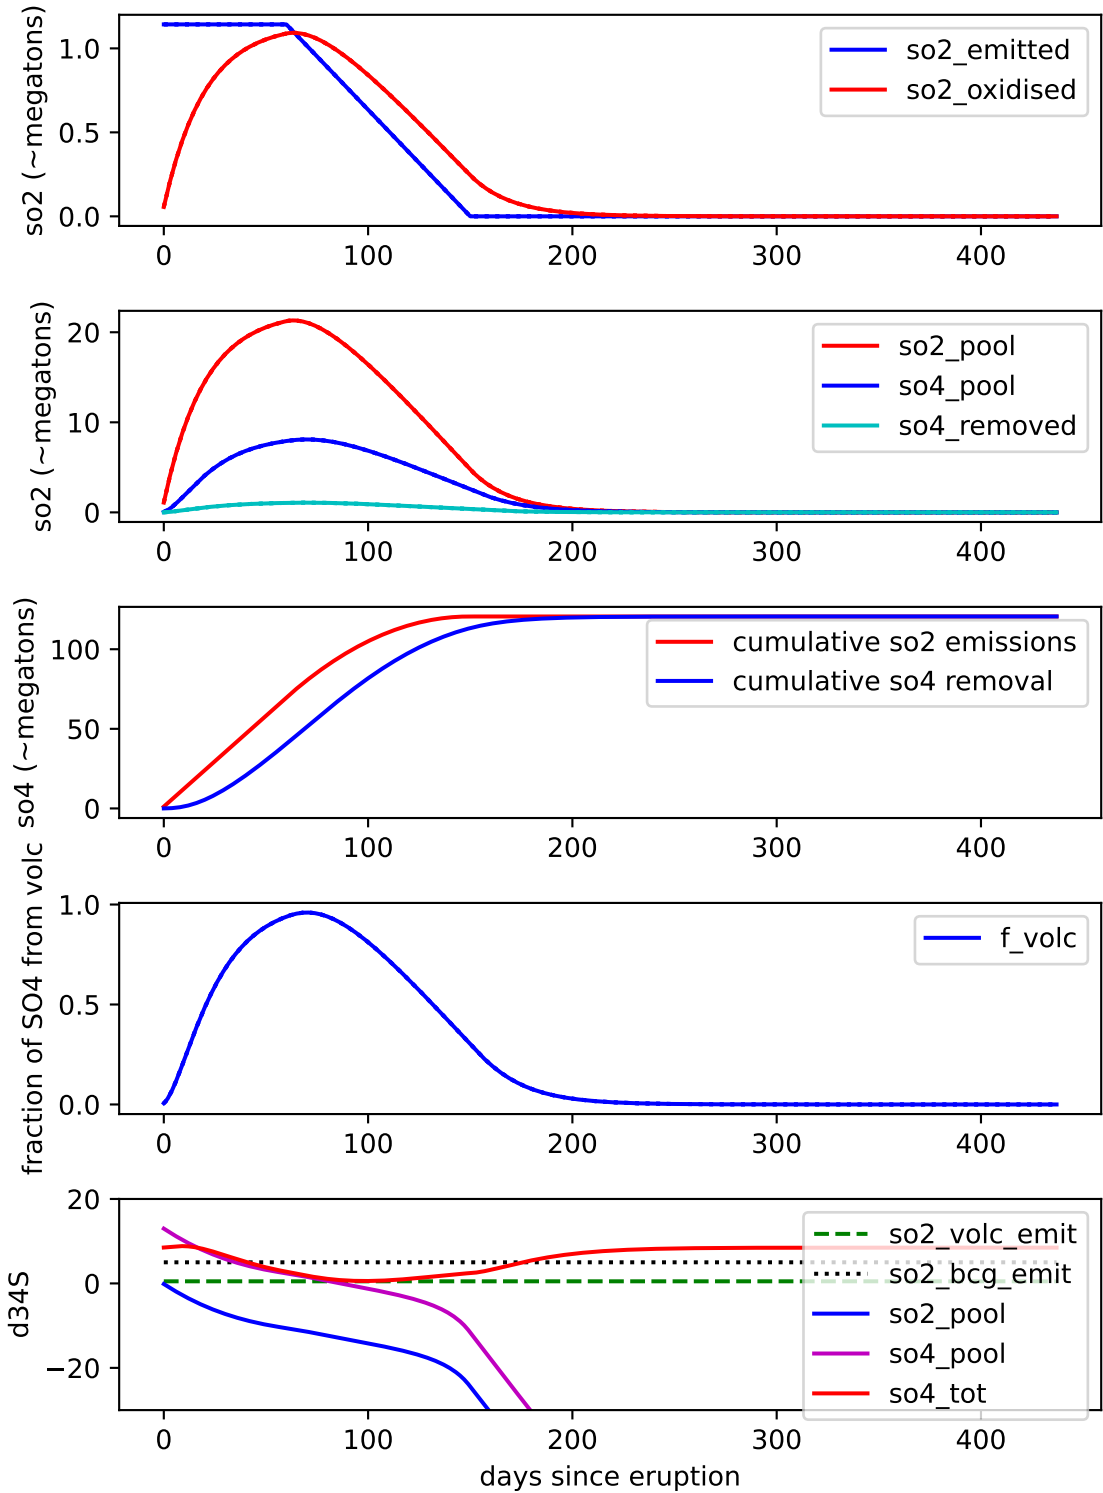 so2 (~megatons)
1.0
0.5
0.0
so2_emitted
so2_oxidised
0 100 200 300 400
so2 (~megatons)
20
10
0
so2_pool
so4_pool
so4_removed
0 100 200 300 400
so4 (~megatons)
100
50
0
cumulative so2 emissions
cumulative so4 removal
0 100 200 300 400
fraction of SO4 from volc
1.0
0.5
0.0
f_volc
0 100 200 300 400
d34S
20
0
−20
so2_volc_emit
so2_bcg_emit
so2_pool
so4_pool
so4_tot
0 100 200 300 400
days since eruption